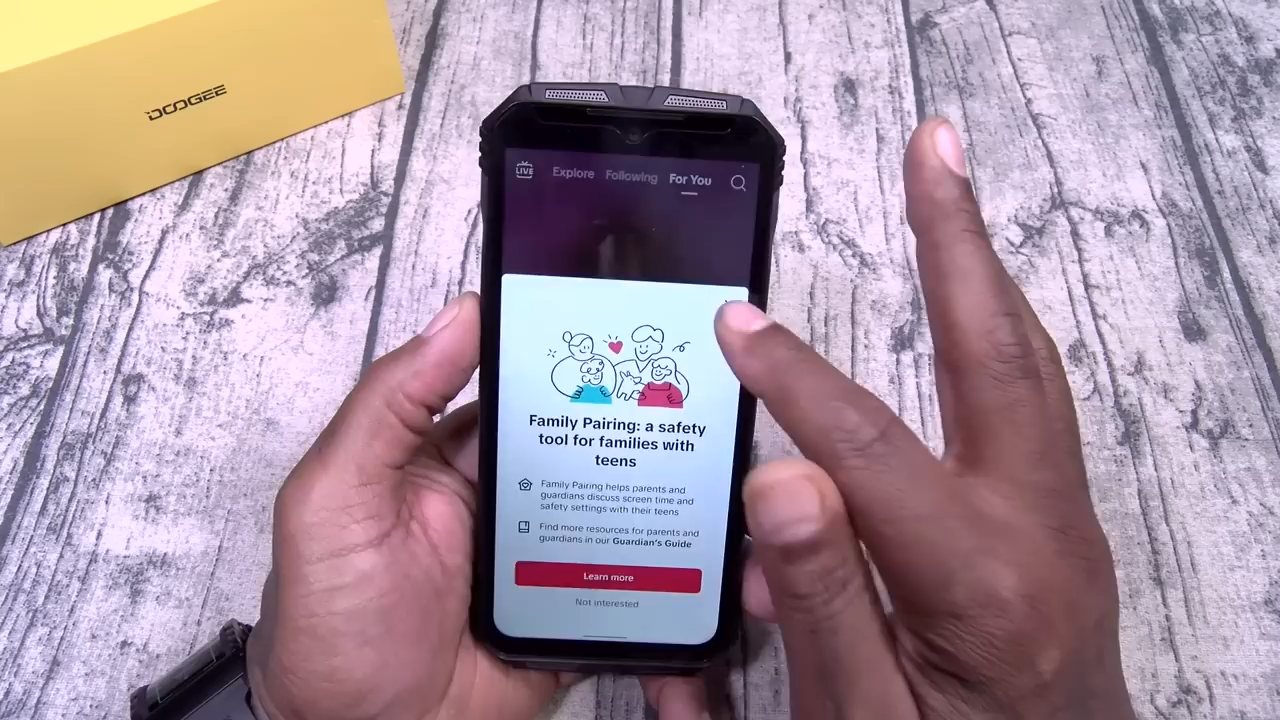 DOOGEE
LIVE
Explore Following For You
Family Pairing: a safety
tool for families with
teens
Family Pairing helps parents and
guardians discuss screen time and
safety settings with their teens
Find more resources for parents and
guardians in our Guardian's Guide
Learn more
Not interested